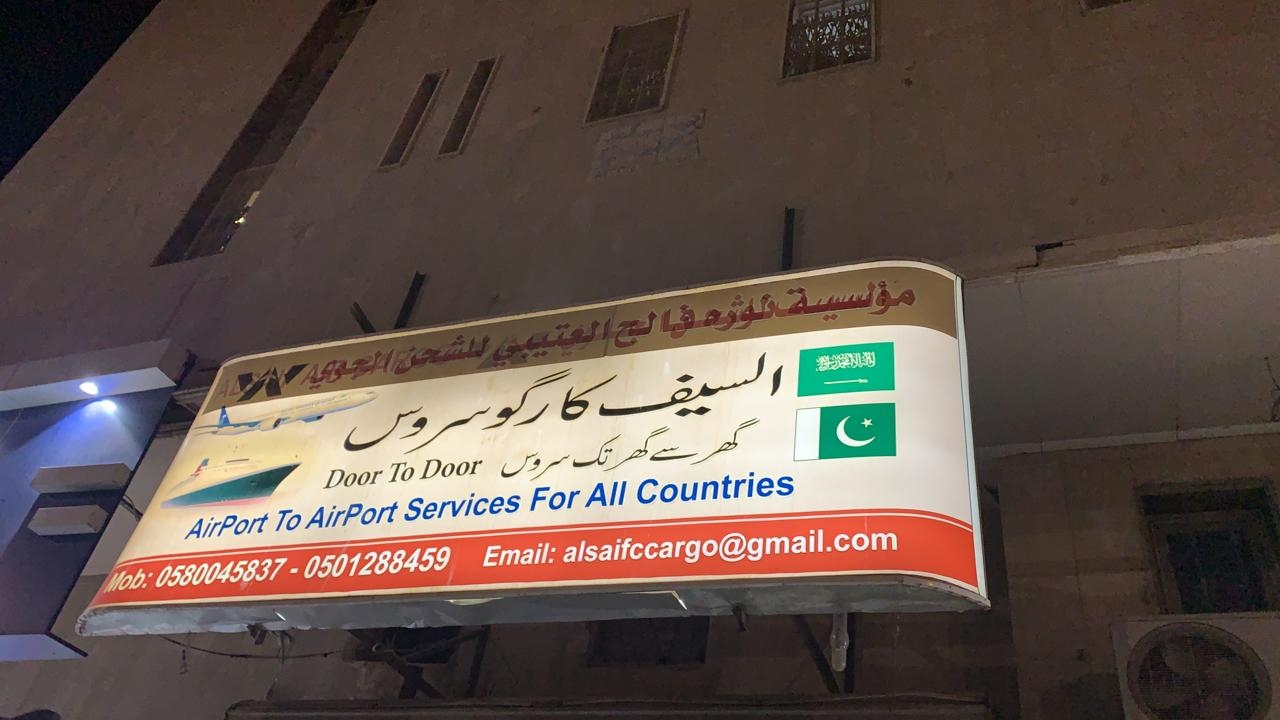 مؤسسة نوره فالح العتيبي للشحن الجوي
السیف کارگو سروس
Door To Door گھر سے گھر تک سروس
AirPort To AirPort Services For All Countries
Mob: 0580045837 - 0501288459 Email: alsaifccargo@gmail.com